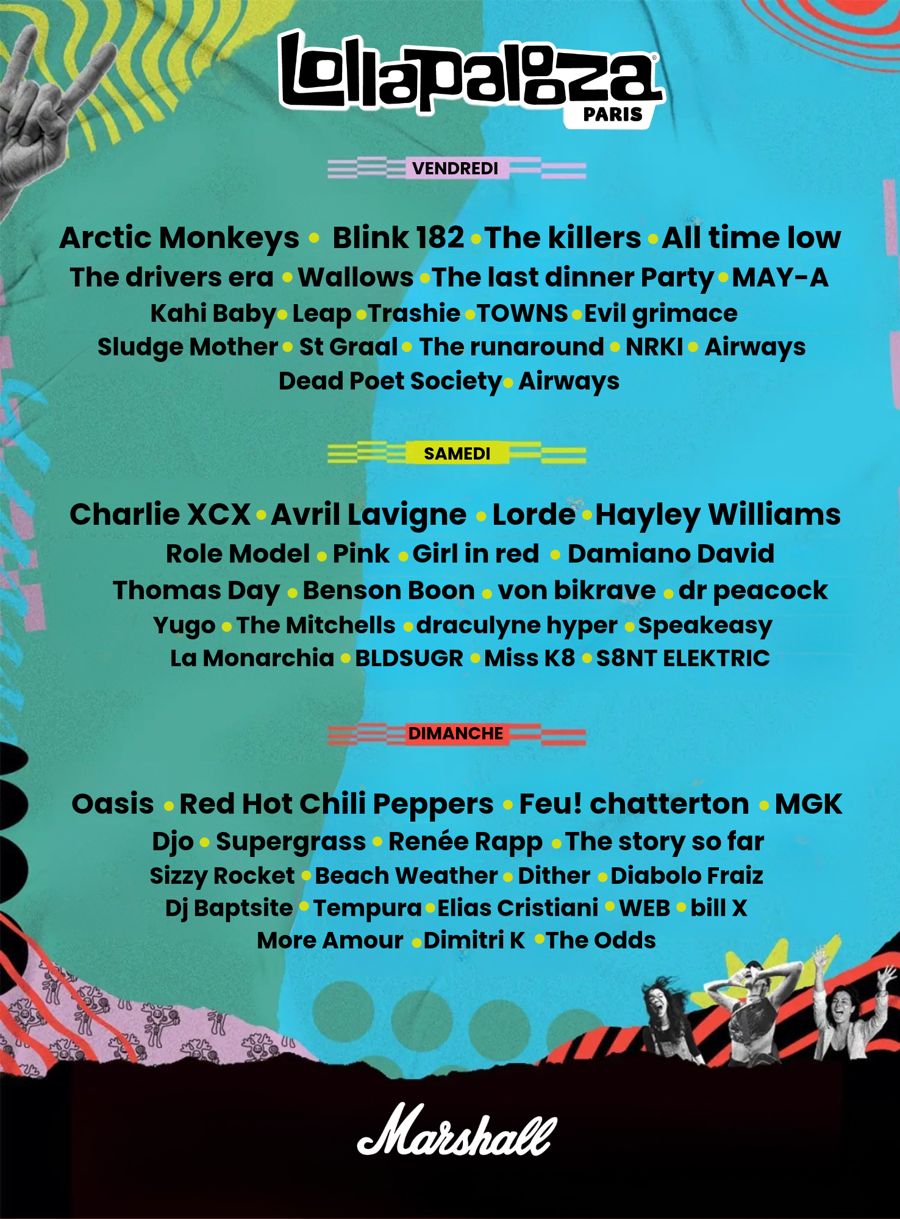 Lollapalooza
PARIS
VENDREDI
Arctic Monkeys • Blink 182 • The killers • All time low
The drivers era • Wallows • The last dinner Party • MAY-A
Kahi Baby • Leap • Trashie • TOWNS • Evil grimace
Sludge Mother • St Graal • The runaround • NRKI • Airways
Dead Poet Society • Airways
SAMEDI
Charlie XCX • Avril Lavigne • Lorde • Hayley Williams
Role Model • Pink • Girl in red • Damiano David
Thomas Day • Benson Boon • von bikrave • dr peacock
Yugo • The Mitchells • draculyne hyper • Speakeasy
La Monarchia • BLDSUGR • Miss K8 • S8NT ELEKTRIC
DIMANCHE
Oasis • Red Hot Chili Peppers • Feu! chatterton • MGK
Djo • Supergrass • Renée Rapp • The story so far
Sizzy Rocket • Beach Weather • Dither • Diabolo Fraiz
Dj Baptsite • Tempura • Elias Cristiani • WEB • bill X
More Amour • Dimitri K • The Odds
Marshall